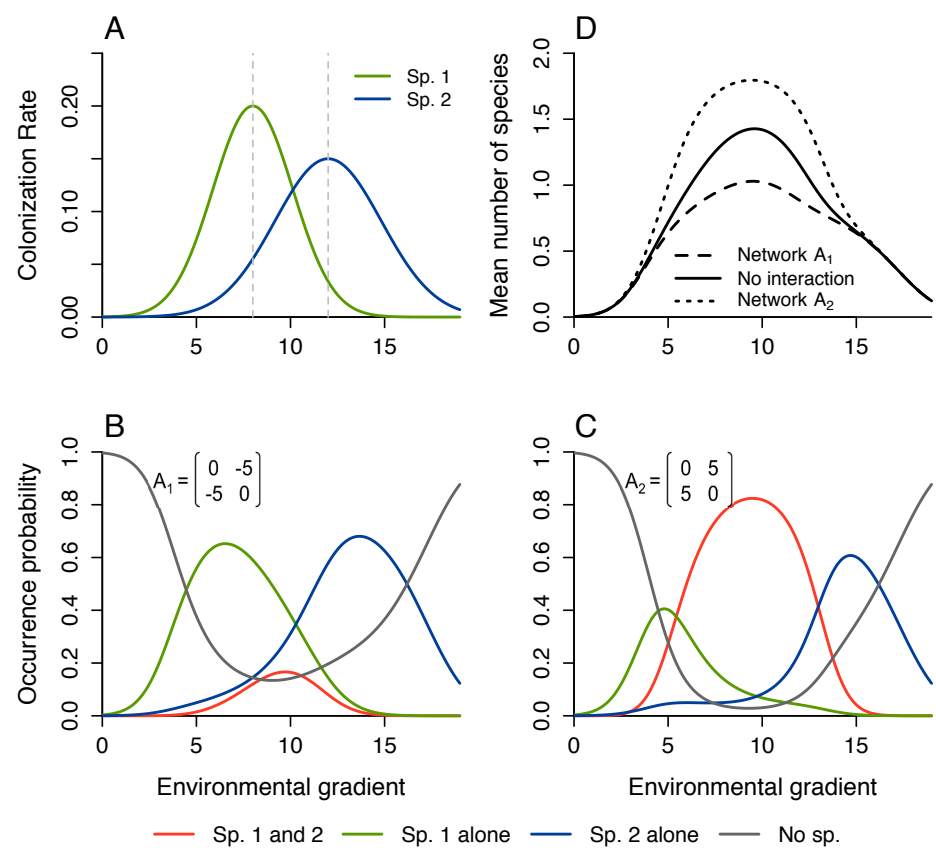 A
Colonization Rate
0.00 0.10 0.20
0 5 10 15
Sp. 1
Sp. 2
D
Mean number of species
0.0 0.5 1.0 1.5 2.0
0 5 10 15
Network A1
No interaction
Network A2
B
Occurrence probability
0.0 0.2 0.4 0.6 0.8 1.0
A1 = 0 -5
-5 0
0 5 10 15
Environmental gradient
C
0.0 0.2 0.4 0.6 0.8 1.0
A2 = 0 5
5 0
0 5 10 15
Environmental gradient
Sp. 1 and 2 Sp. 1 alone Sp. 2 alone No sp.